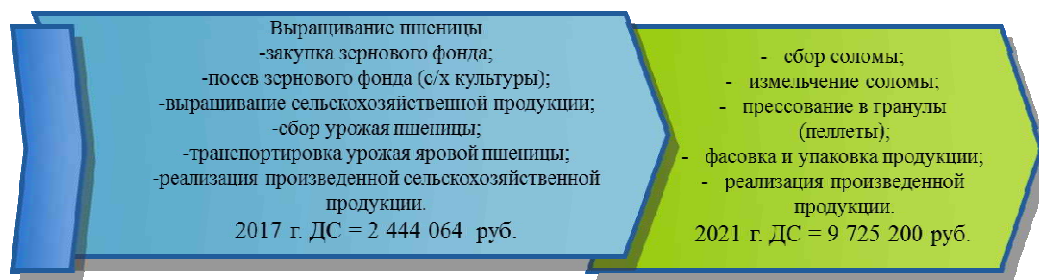 Выращивание пшеницы
-закупка зернового фонда;
-посев зернового фонда (с/х культуры);
-выращивание сельскохозяйственной продукции;
-сбор урожая пшеницы;
-транспортировка урожая яровой пшеницы;
-реализация произведенной сельскохозяйственной
продукции.
2017 г. ДС = 2 444 064 руб.
- сбор соломы;
- измельчение соломы;
- прессование в гранулы
(пеллеты);
- фасовка и упаковка продукции;
- реализация произведенной
продукции.
2021 г. ДС = 9 725 200 руб.